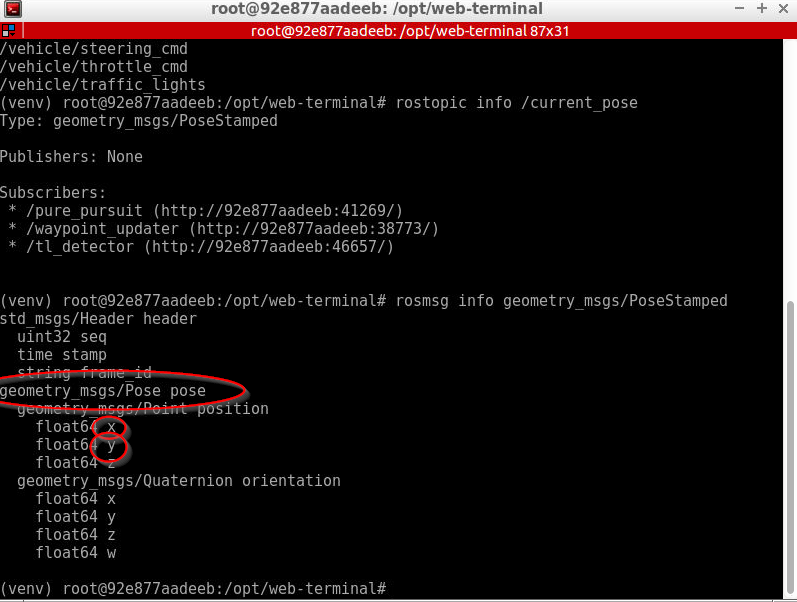 root@92e877aadeeb: /opt/web-terminal
root@92e877aadeeb: /opt/web-terminal 87x31
/vehicle/steering_cmd
/vehicle/throttle_cmd
/vehicle/traffic_lights
(venv) root@92e877aadeeb:/opt/web-terminal# rostopic info /current_pose
Type: geometry_msgs/PoseStamped
Publishers: None
Subscribers:
 * /pure_pursuit (http://92e877aadeeb:41269/)
 * /waypoint_updater (http://92e877aadeeb:38773/)
 * /tl_detector (http://92e877aadeeb:46657/)
(venv) root@92e877aadeeb:/opt/web-terminal# rosmsg info geometry_msgs/PoseStamped
std_msgs/Header header
  uint32 seq
  time stamp
  string frame_id
geometry_msgs/Pose pose
  geometry_msgs/Point position
    float64 x
    float64 y
    float64 z
  geometry_msgs/Quaternion orientation
    float64 x
    float64 y
    float64 z
    float64 w
(venv) root@92e877aadeeb:/opt/web-terminal#